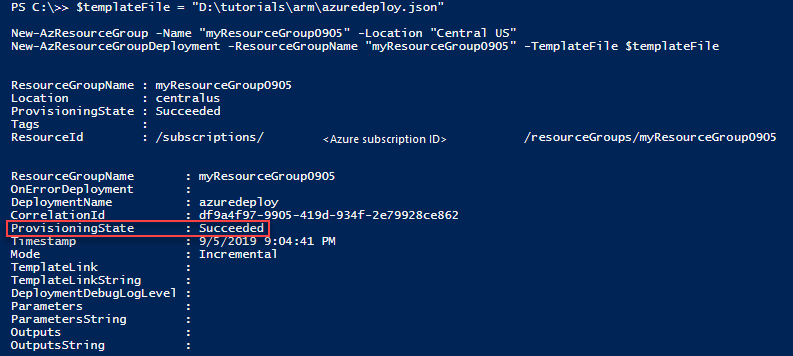 PS C:\>> $templateFile = "D:\tutorials\arm\azuredeploy.json"
New-AzResourceGroup -Name "myResourceGroup0905" -Location "Central US"
New-AzResourceGroupDeployment -ResourceGroupName "myResourceGroup0905" -TemplateFile $templateFile
ResourceGroupName : myResourceGroup0905
Location : centralus
ProvisioningState : Succeeded
Tags :
ResourceId : /subscriptions/ <Azure subscription ID> /resourceGroups/myResourceGroup0905
ResourceGroupName : myResourceGroup0905
OnErrorDeployment :
DeploymentName : azuredeploy
CorrelationId : df9a4f97-9905-419d-934f-2e79928ce862
ProvisioningState : Succeeded
Timestamp : 9/5/2019 9:04:41 PM
Mode : Incremental
TemplateLink :
TemplateLinkString :
DeploymentDebugLogLevel :
Parameters :
ParametersString :
Outputs :
OutputsString :